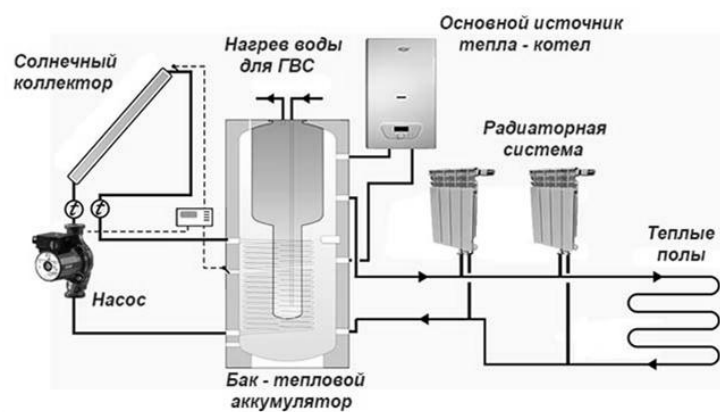 Солнечный
коллектор
Нагрев воды
для ГВС
Основной источник
тепла - котел
Радиаторная
система
Теплые
полы
Насос
Бак - тепловой
аккумулятор